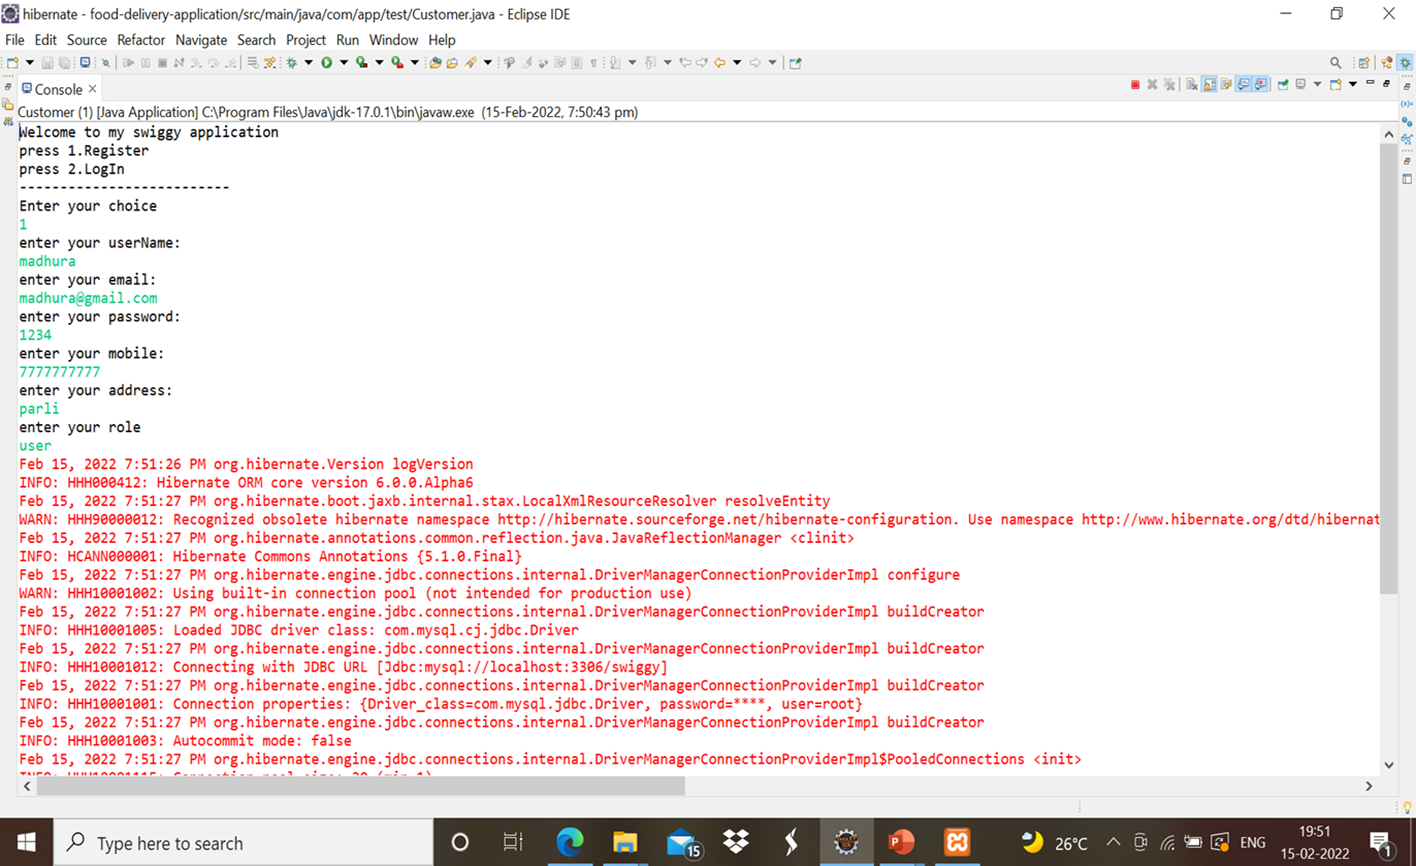 hibernate - food-delivery-application/src/main/java/com/app/test/Customer.java - Eclipse IDE
File Edit Source Refactor Navigate Search Project Run Window Help
Console
Customer (1) [Java Application] C:\Program Files\Java\jdk-17.0.1\bin\javaw.exe (15-Feb-2022, 7:50:43 pm)
Welcome to my swiggy application
press 1.Register
press 2.LogIn
--------------------------
Enter your choice
1
enter your userName:
madhura
enter your email:
madhura@gmail.com
enter your password:
1234
enter your mobile:
7777777777
enter your address:
parli
enter your role
user
Feb 15, 2022 7:51:26 PM org.hibernate.Version logVersion
INFO: HHH000412: Hibernate ORM core version 6.0.0.Alpha6
Feb 15, 2022 7:51:27 PM org.hibernate.boot.jaxb.internal.stax.LocalXmlResourceResolver resolveEntity
WARN: HHH90000012: Recognized obsolete hibernate namespace http://hibernate.sourceforge.net/hibernate-configuration. Use namespace http://www.hibernate.org/dtd/hibernat
Feb 15, 2022 7:51:27 PM org.hibernate.annotations.common.reflection.java.JavaReflectionManager <clinit>
INFO: HCANN000001: Hibernate Commons Annotations {5.1.0.Final}
Feb 15, 2022 7:51:27 PM org.hibernate.engine.jdbc.connections.internal.DriverManagerConnectionProviderImpl configure
WARN: HHH10001002: Using built-in connection pool (not intended for production use)
Feb 15, 2022 7:51:27 PM org.hibernate.engine.jdbc.connections.internal.DriverManagerConnectionProviderImpl buildCreator
INFO: HHH10001005: Loaded JDBC driver class: com.mysql.cj.jdbc.Driver
Feb 15, 2022 7:51:27 PM org.hibernate.engine.jdbc.connections.internal.DriverManagerConnectionProviderImpl buildCreator
INFO: HHH10001012: Connecting with JDBC URL [Jdbc:mysql://localhost:3306/swiggy]
Feb 15, 2022 7:51:27 PM org.hibernate.engine.jdbc.connections.internal.DriverManagerConnectionProviderImpl buildCreator
INFO: HHH10001001: Connection properties: {Driver_class=com.mysql.jdbc.Driver, password=****, user=root}
Feb 15, 2022 7:51:27 PM org.hibernate.engine.jdbc.connections.internal.DriverManagerConnectionProviderImpl buildCreator
INFO: HHH10001003: Autocommit mode: false
Feb 15, 2022 7:51:27 PM org.hibernate.engine.jdbc.connections.internal.DriverManagerConnectionProviderImpl$PooledConnections <init>
INFO: HHH10001115: Connection pool size: 20 (min=1)
Type here to search
15
26°C
ENG
19:51
15-02-2022
1